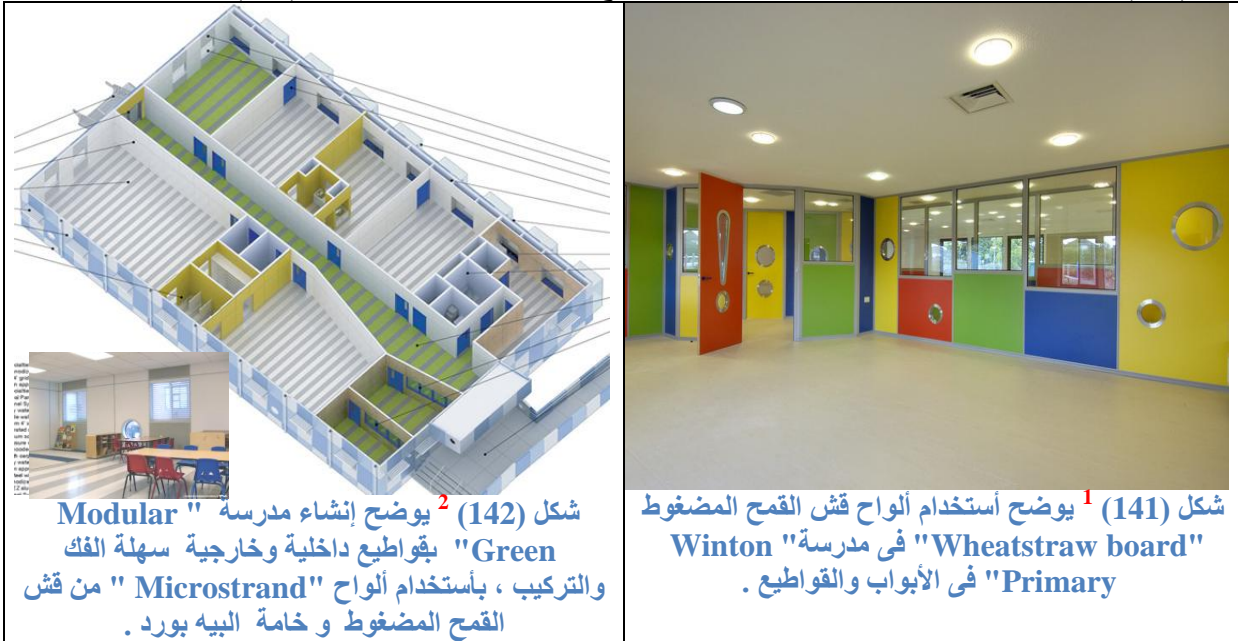 شكل (141) 1 يوضح أستخدام ألواح قش القمح المضغوط
"Wheatstraw board" فى مدرسة "Winton
Primary" فى الأبواب والقواطيع .
شكل (142) 2 يوضح إنشاء مدرسة " Modular
Green" بقواطيع داخلية وخارجية سهلة الفك
والتركيب ، بأستخدام ألواح "Microstrand " من قش
القمح المضغوط و خامة البيه بورد .